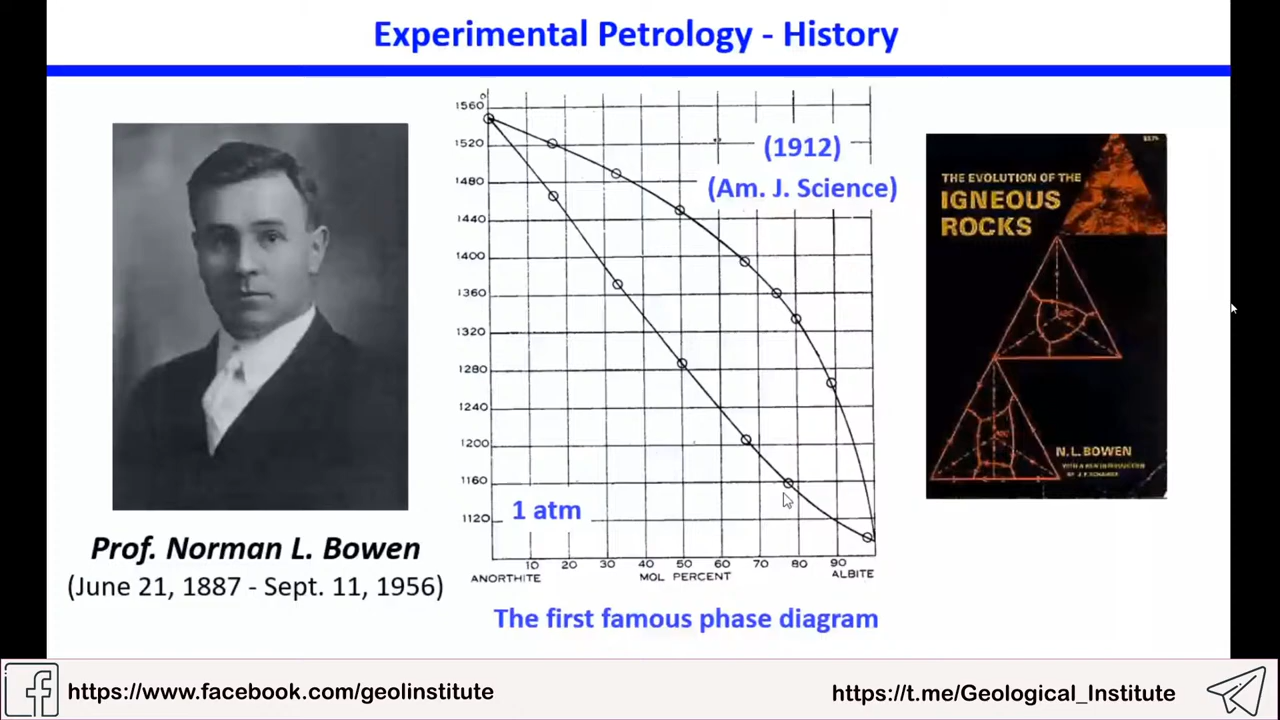 Experimental Petrology - History
Prof. Norman L. Bowen
(June 21, 1887 - Sept. 11, 1956)
1560
1520
1480
1440
1400
1360
1320
1280
1240
1200
1160
1120
(1912)
(Am. J. Science)
1 atm
10 20 30 40 50 60 70 80 90
ANORTHITE MOL PERCENT ALBITE
The first famous phase diagram
THE EVOLUTION OF THE
IGNEOUS
ROCKS
N. L. BOWEN
https://www.facebook.com/geolinstitute
https://t.me/Geological_Institute